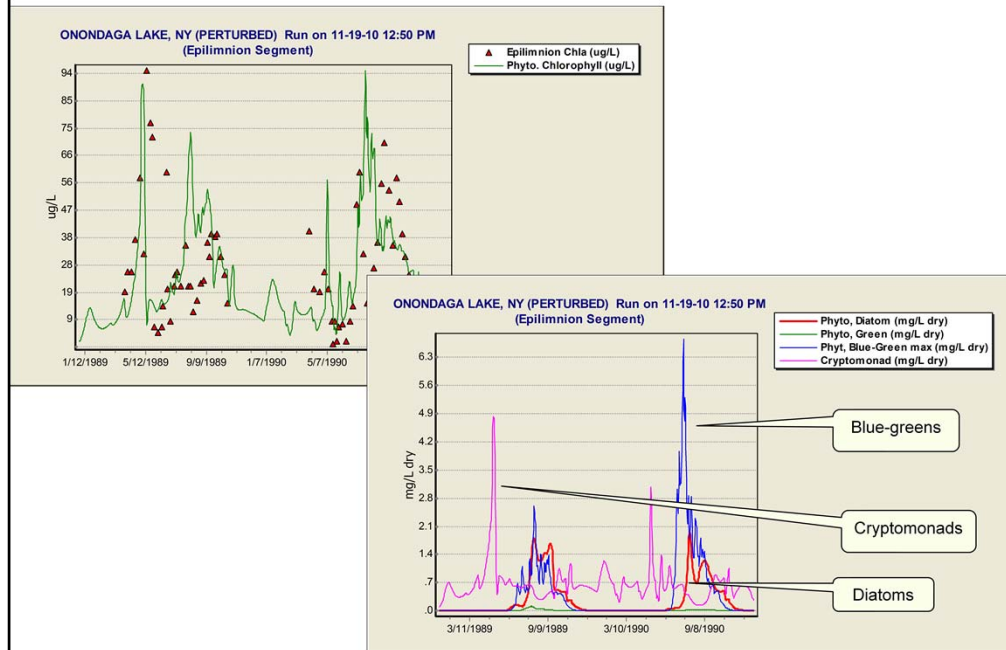 ONONDAGA LAKE, NY (PERTURBED)  Run on 11-19-10 12:50 PM
(Epilimnion Segment)
Epilimnion Chla (ug/L)
Phyto. Chlorophyll (ug/L)
94
85
75
66
56
47
38
28
19
9
ug/L
1/12/1989
5/12/1989
9/9/1989
1/7/1990
5/7/1990
ONONDAGA LAKE, NY (PERTURBED)  Run on 11-19-10 12:50 PM
(Epilimnion Segment)
Phyto, Diatom (mg/L dry)
Phyto, Green (mg/L dry)
Phyt, Blue-Green max (mg/L dry)
Cryptomonad (mg/L dry)
6.3
5.6
4.9
4.2
3.5
2.8
2.1
1.4
.7
.0
mg/L dry
3/11/1989
9/9/1989
3/10/1990
9/8/1990
Blue-greens
Cryptomonads
Diatoms